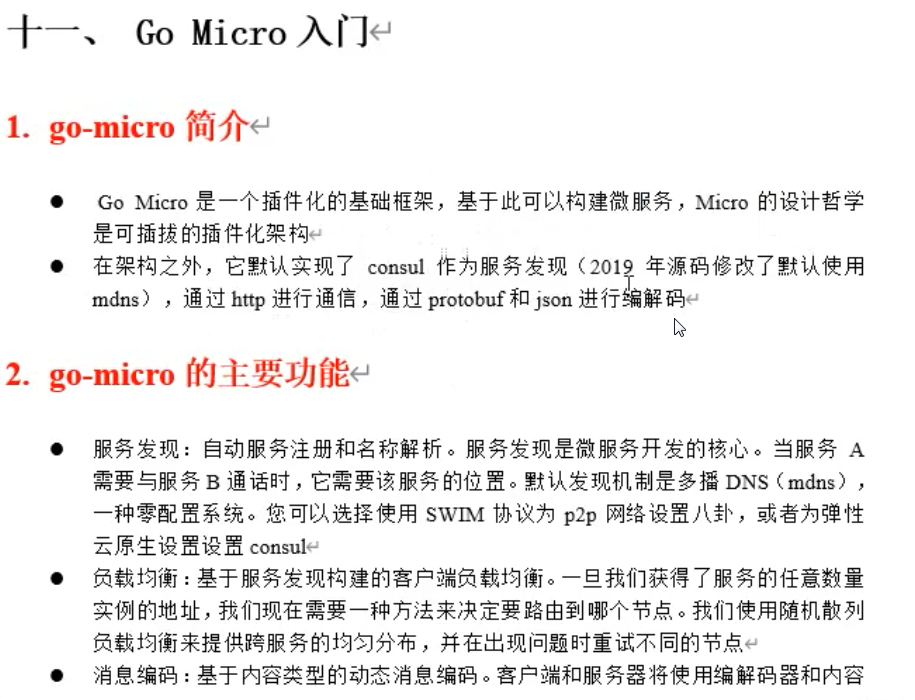 十一、 Go Micro 入门
1. go-micro 简介
● Go Micro 是一个插件化的基础框架，基于此可以构建微服务，Micro 的设计哲学
是可插拔的插件化架构
● 在架构之外，它默认实现了 consul 作为服务发现（2019 年源码修改了默认使用
mdns），通过 http 进行通信，通过 protobuf 和 json 进行编解码
2. go-micro 的主要功能
● 服务发现：自动服务注册和名称解析。服务发现是微服务开发的核心。当服务 A
需要与服务 B 通话时，它需要该服务的位置。默认发现机制是多播 DNS（mdns），
一种零配置系统。您可以选择使用 SWIM 协议为 p2p 网络设置八卦，或者为弹性
云原生设置设置 consul
● 负载均衡：基于服务发现构建的客户端负载均衡。一旦我们获得了服务的任意数量
实例的地址，我们现在需要一种方法来决定要路由到哪个节点。我们使用随机散列
负载均衡来提供跨服务的均匀分布，并在出现问题时重试不同的节点
● 消息编码：基于内容类型的动态消息编码。客户端和服务器将使用编解码器和内容